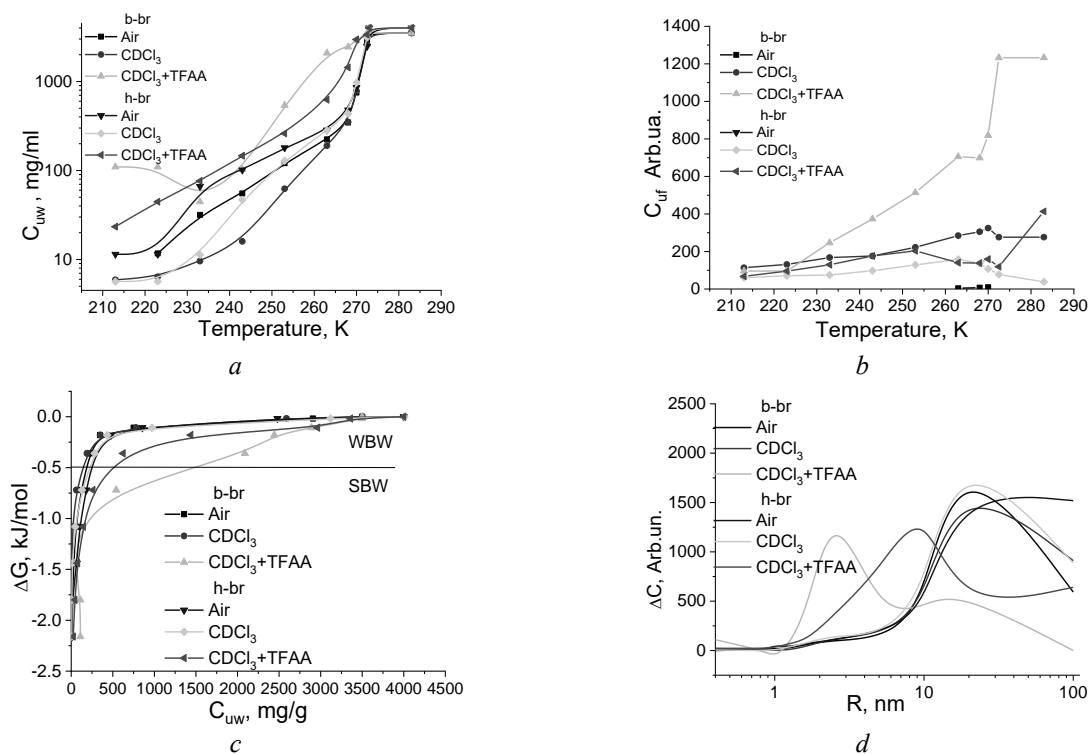 b-br
Air
CDCl₃
CDCl₃+TFAA
h-br
Air
CDCl₃
CDCl₃+TFAA
1000
100
10
C_uw, mg/ml
210 220 230 240 250 260 270 280 290
Temperature, K
a
b-br
Air
CDCl₃
CDCl₃+TFAA
h-br
Air
CDCl₃
CDCl₃+TFAA
1400
1200
1000
800
600
400
200
0
C_uf Arb.ua.
210 220 230 240 250 260 270 280 290
Temperature, K
b
0.0
-0.5
-1.0
-1.5
-2.0
-2.5
ΔG, kJ/mol
WBW
SBW
b-br
Air
CDCl₃
CDCl₃+TFAA
h-br
Air
CDCl₃
CDCl₃+TFAA
0 500 1000 1500 2000 2500 3000 3500 4000 4500
C_uw, mg/g
c
2500
2000
1500
1000
500
0
ΔC, Arb.un.
b-br
Air
CDCl₃
CDCl₃+TFAA
h-br
Air
CDCl₃
CDCl₃+TFAA
1 10 100
R, nm
d